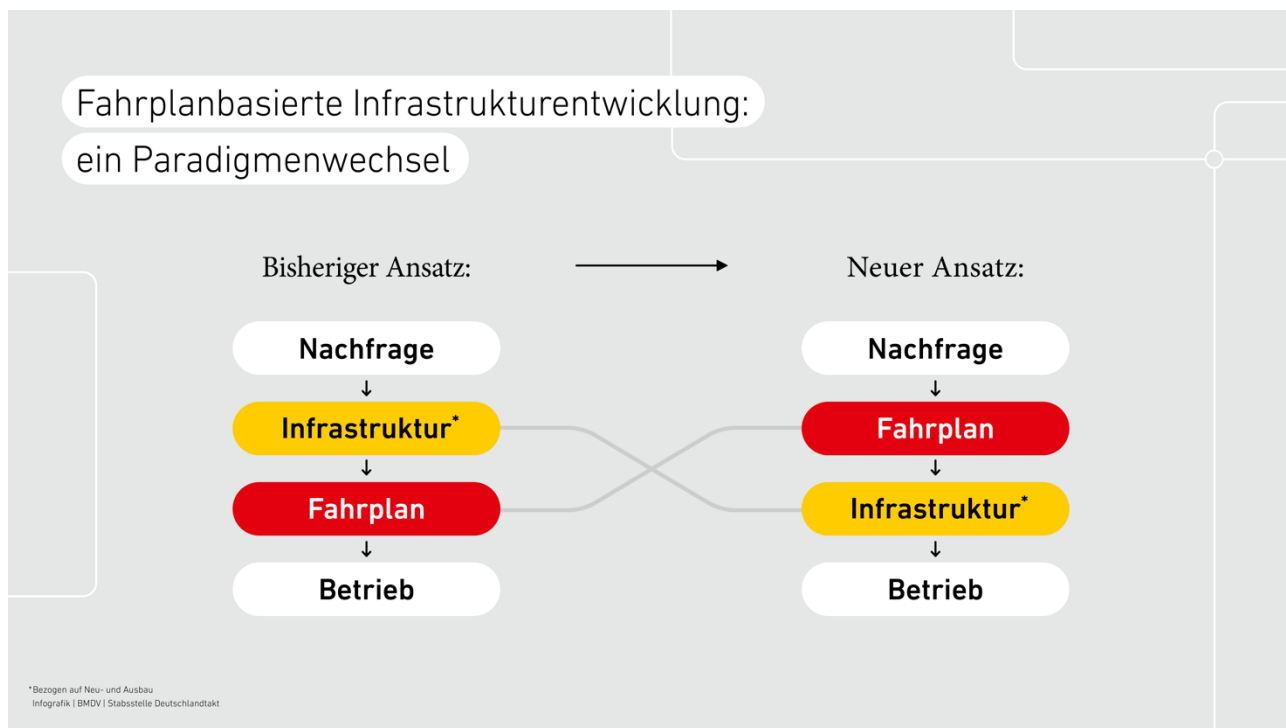 Fahrplanbasierte Infrastrukturentwicklung:
ein Paradigmenwechsel
Bisheriger Ansatz:
Nachfrage
Infrastruktur*
Fahrplan
Betrieb
Neuer Ansatz:
Nachfrage
Fahrplan
Infrastruktur*
Betrieb
*Bezogen auf Neu- und Ausbau
Infografik | BMDV | Stabsstelle Deutschlandtakt